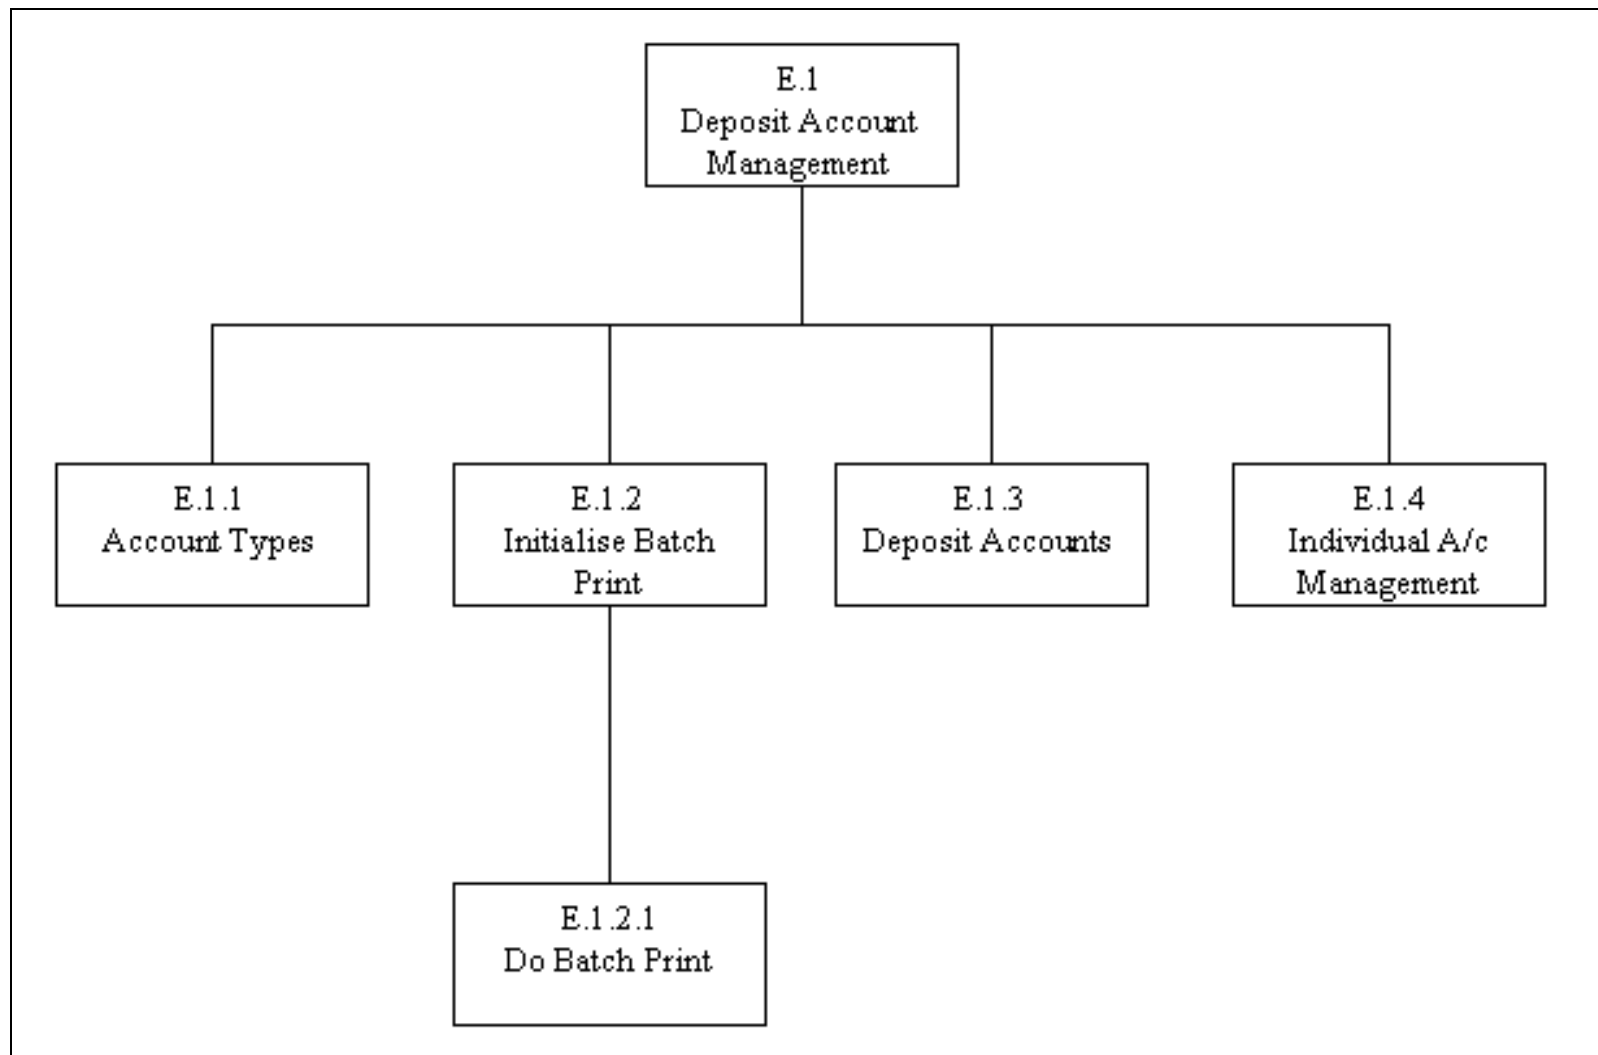 E.1
Deposit Account
Management
E.1.1
Account Types
E.1.2
Initialise Batch
Print
E.1.3
Deposit Accounts
E.1.4
Individual A/c
Management
E.1.2.1
Do Batch Print